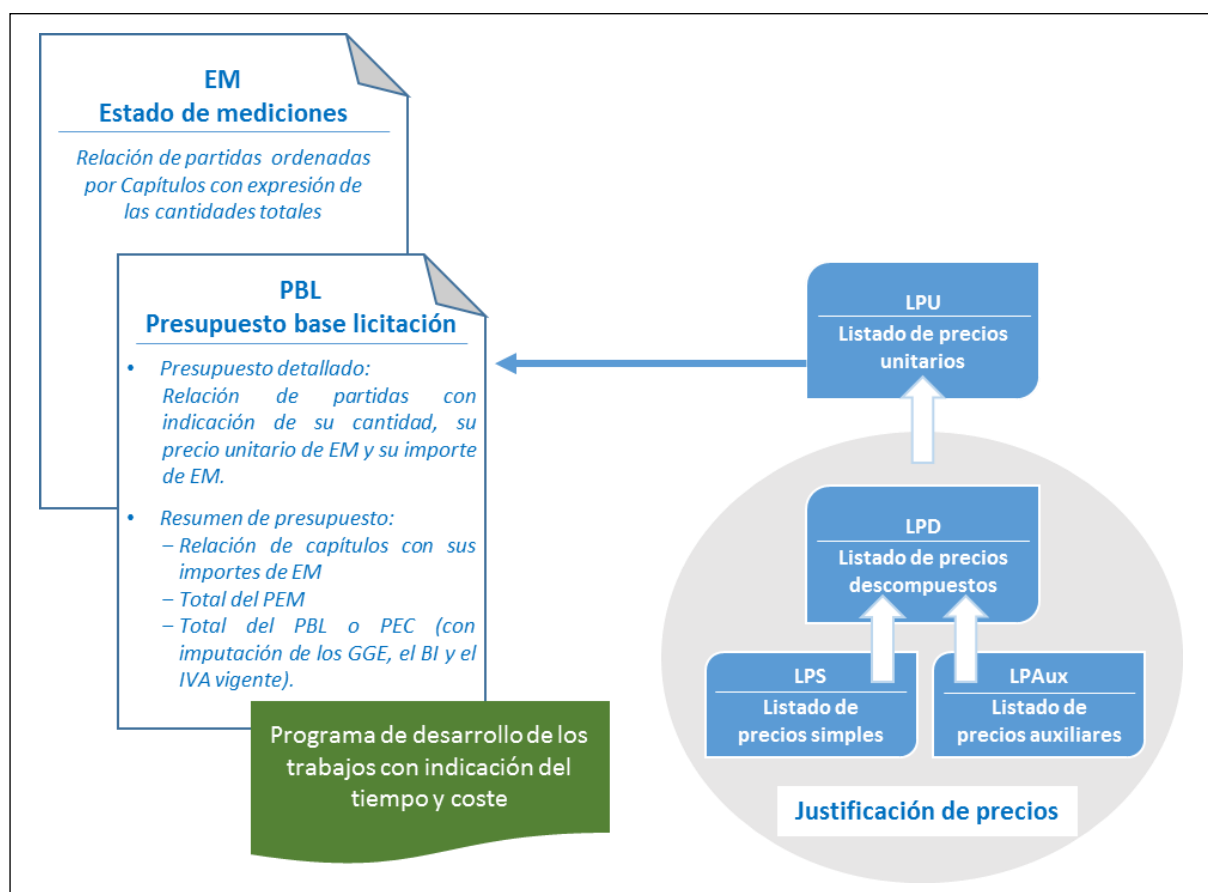 EM
Estado de mediciones
Relación de partidas ordenadas
por Capítulos con expresión de
las cantidades totales
PBL
Presupuesto base licitación
• Presupuesto detallado:
Relación de partidas con
indicación de su cantidad, su
precio unitario de EM y su importe
de EM.
• Resumen de presupuesto:
– Relación de capítulos con sus
importes de EM
– Total del PEM
– Total del PBL o PEC (con
imputación de los GGE, el BI y el
IVA vigente).
Programa de desarrollo de los
trabajos con indicación del
tiempo y coste
LPU
Listado de precios
unitarios
LPD
Listado de precios
descompuestos
LPS
Listado de
precios simples
LPAux
Listado de
precios auxiliares
Justificación de precios